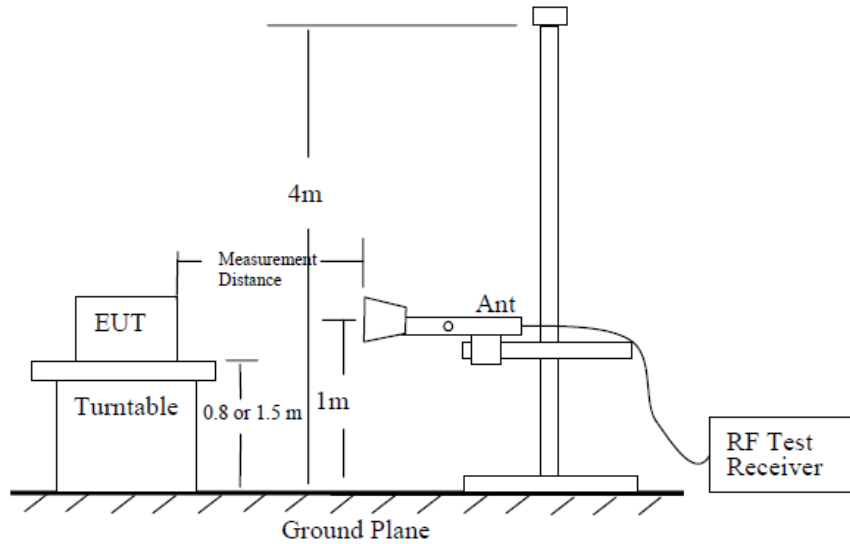 4m
Measurement
Distance
Ant
EUT
Turntable
0.8 or 1.5 m
1m
RF Test
Receiver
Ground Plane